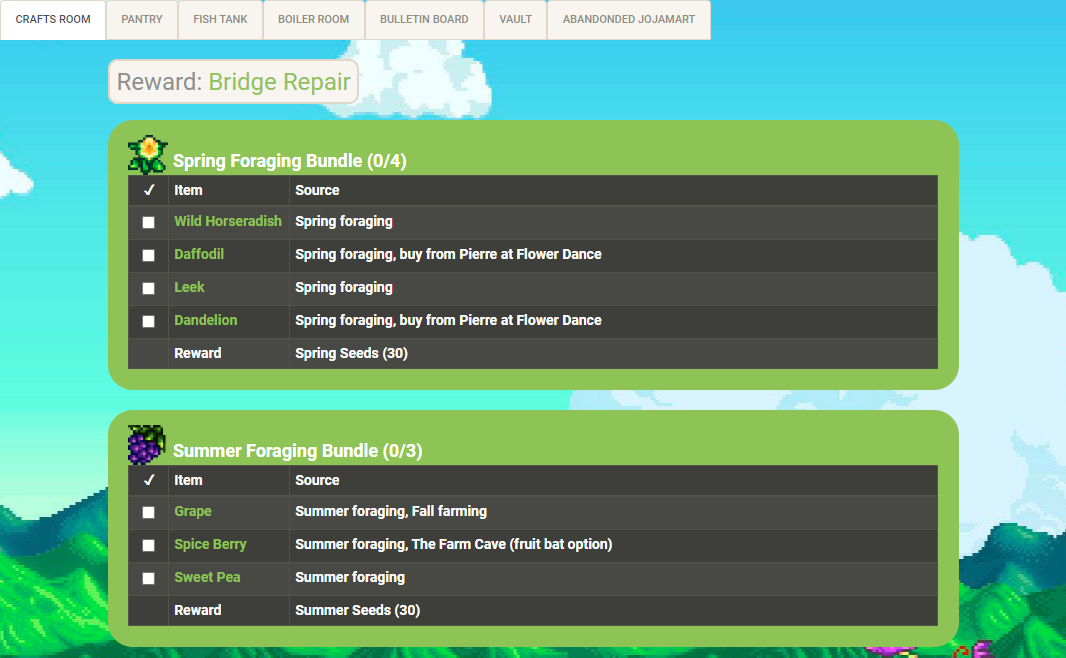 CRAFTS ROOM PANTRY FISH TANK BOILER ROOM BULLETIN BOARD VAULT ABANDONDED JOJAMART
Reward: Bridge Repair
Spring Foraging Bundle (0/4)
✓ Item Source
Wild Horseradish Spring foraging
Daffodil Spring foraging, buy from Pierre at Flower Dance
Leek Spring foraging
Dandelion Spring foraging, buy from Pierre at Flower Dance
Reward Spring Seeds (30)
Summer Foraging Bundle (0/3)
✓ Item Source
Grape Summer foraging, Fall farming
Spice Berry Summer foraging, The Farm Cave (fruit bat option)
Sweet Pea Summer foraging
Reward Summer Seeds (30)